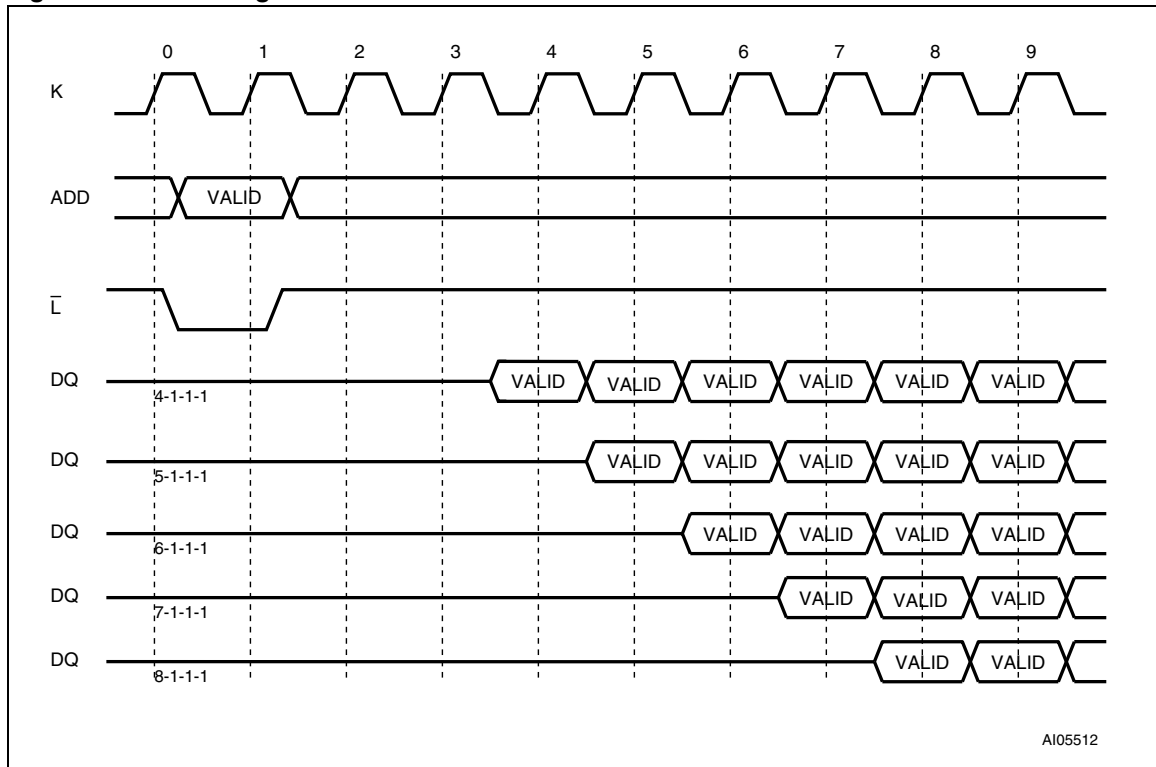 0 1 2 3 4 5 6 7 8 9
K
ADD VALID
L̅
DQ VALID VALID VALID VALID VALID VALID
4-1-1-1
DQ VALID VALID VALID VALID VALID
5-1-1-1
DQ VALID VALID VALID VALID
6-1-1-1
DQ VALID VALID VALID
7-1-1-1
DQ VALID VALID
8-1-1-1
AI05512